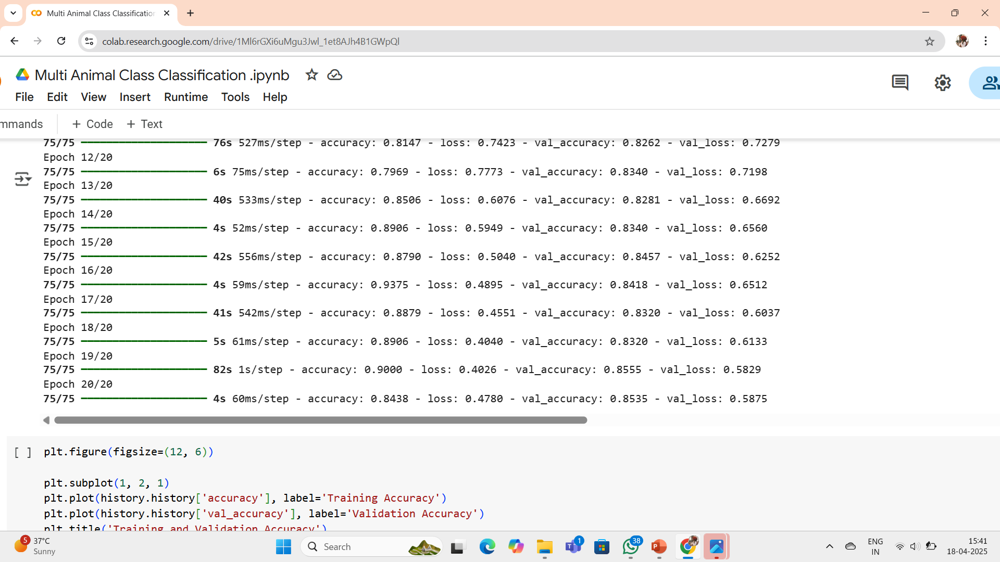 Multi Animal Class Classification
colab.research.google.com/drive/1Ml6rGXi6uMgu3Jwl_1et8AJh4B1GWpQl
Multi Animal Class Classification .ipynb
File Edit View Insert Runtime Tools Help
mmands + Code + Text
75/75 76s 527ms/step - accuracy: 0.8147 - loss: 0.7423 - val_accuracy: 0.8262 - val_loss: 0.7279
Epoch 12/20
75/75 6s 75ms/step - accuracy: 0.7969 - loss: 0.7773 - val_accuracy: 0.8340 - val_loss: 0.7198
Epoch 13/20
75/75 40s 533ms/step - accuracy: 0.8506 - loss: 0.6076 - val_accuracy: 0.8281 - val_loss: 0.6692
Epoch 14/20
75/75 4s 52ms/step - accuracy: 0.8906 - loss: 0.5949 - val_accuracy: 0.8340 - val_loss: 0.6560
Epoch 15/20
75/75 42s 556ms/step - accuracy: 0.8790 - loss: 0.5040 - val_accuracy: 0.8457 - val_loss: 0.6252
Epoch 16/20
75/75 4s 59ms/step - accuracy: 0.9375 - loss: 0.4895 - val_accuracy: 0.8418 - val_loss: 0.6512
Epoch 17/20
75/75 41s 542ms/step - accuracy: 0.8879 - loss: 0.4551 - val_accuracy: 0.8320 - val_loss: 0.6037
Epoch 18/20
75/75 5s 61ms/step - accuracy: 0.8906 - loss: 0.4040 - val_accuracy: 0.8320 - val_loss: 0.6133
Epoch 19/20
75/75 82s 1s/step - accuracy: 0.9000 - loss: 0.4026 - val_accuracy: 0.8555 - val_loss: 0.5829
Epoch 20/20
75/75 4s 60ms/step - accuracy: 0.8438 - loss: 0.4780 - val_accuracy: 0.8535 - val_loss: 0.5875
[ ] plt.figure(figsize=(12, 6))
plt.subplot(1, 2, 1)
plt.plot(history.history['accuracy'], label='Training Accuracy')
plt.plot(history.history['val_accuracy'], label='Validation Accuracy')
plt.title('Training and Validation Accuracy')
5 37°C
Sunny
Search
1
38
ENG
IN
15:41
18-04-2025